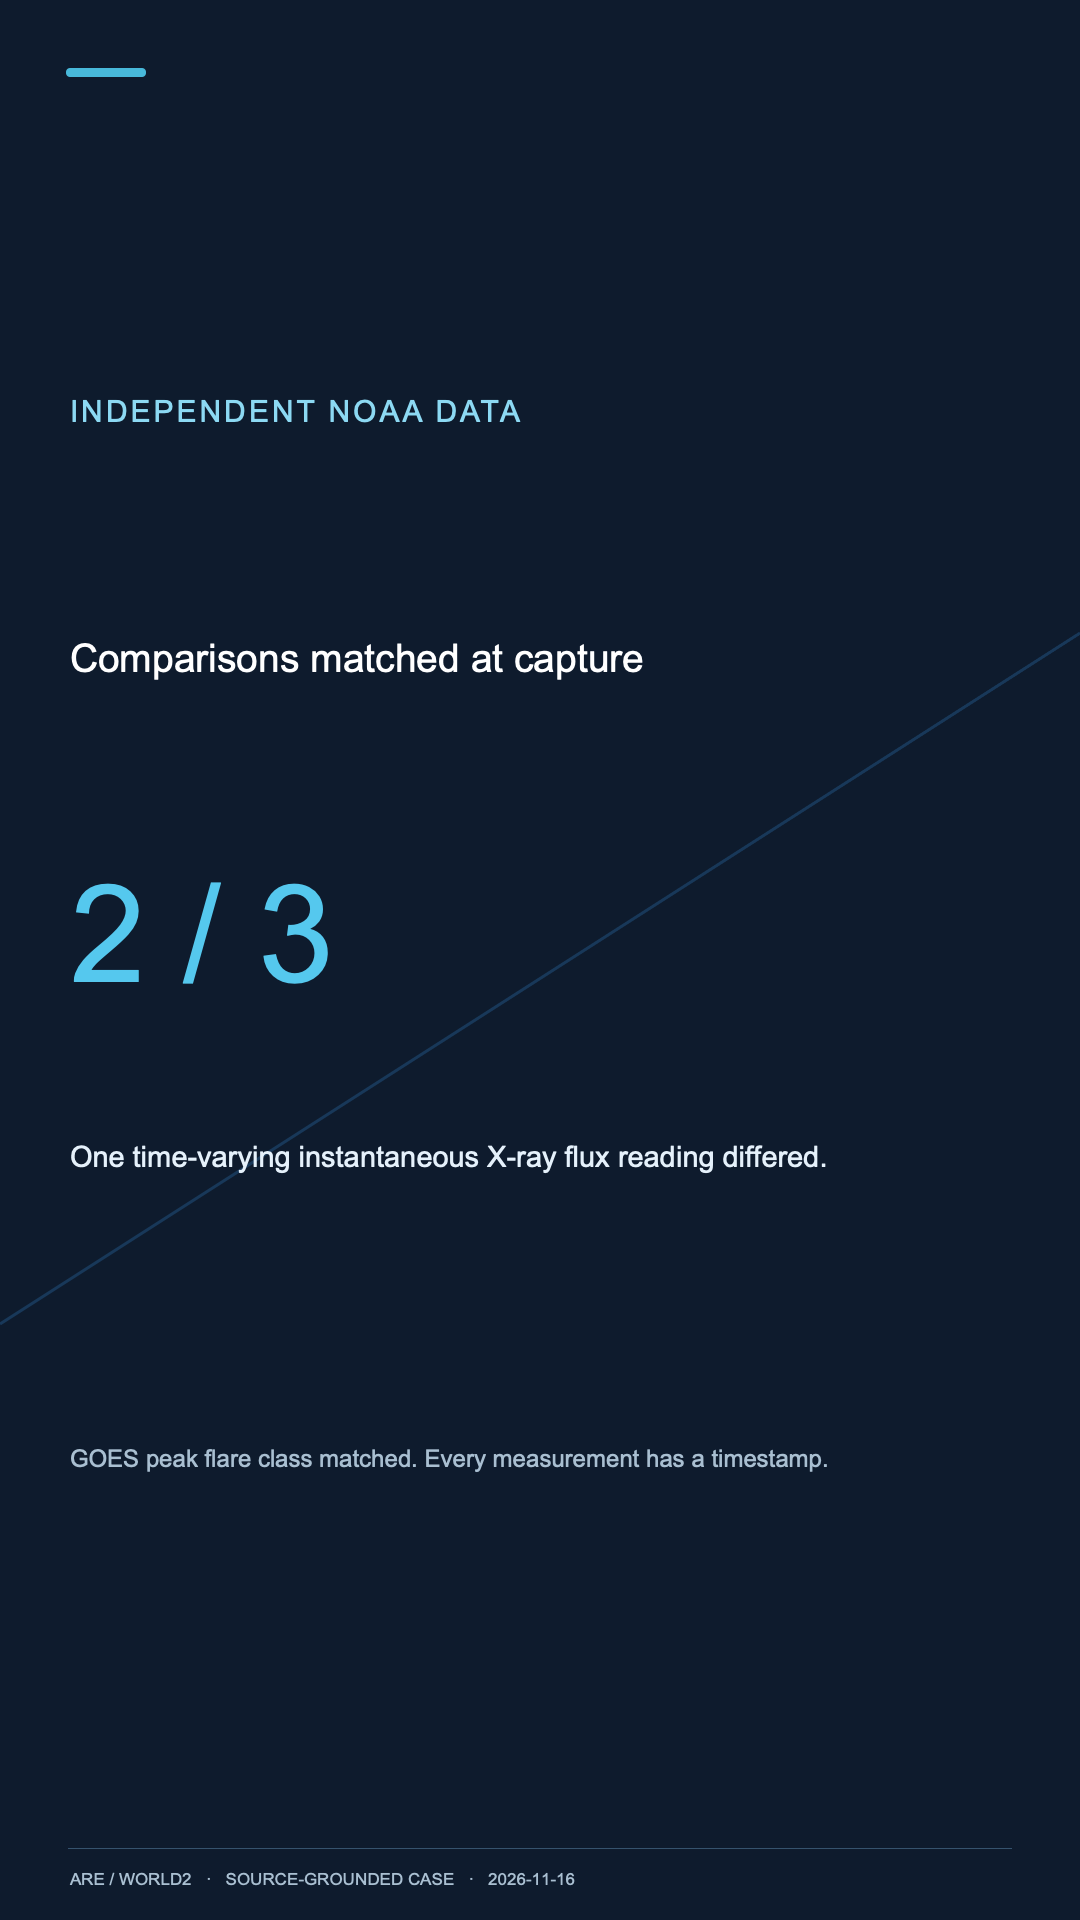 INDEPENDENT NOAA DATA
Comparisons matched at capture
2 / 3
One time-varying instantaneous X-ray flux reading differed.
GOES peak flare class matched. Every measurement has a timestamp.
ARE / WORLD2 · SOURCE-GROUNDED CASE · 2026-11-16